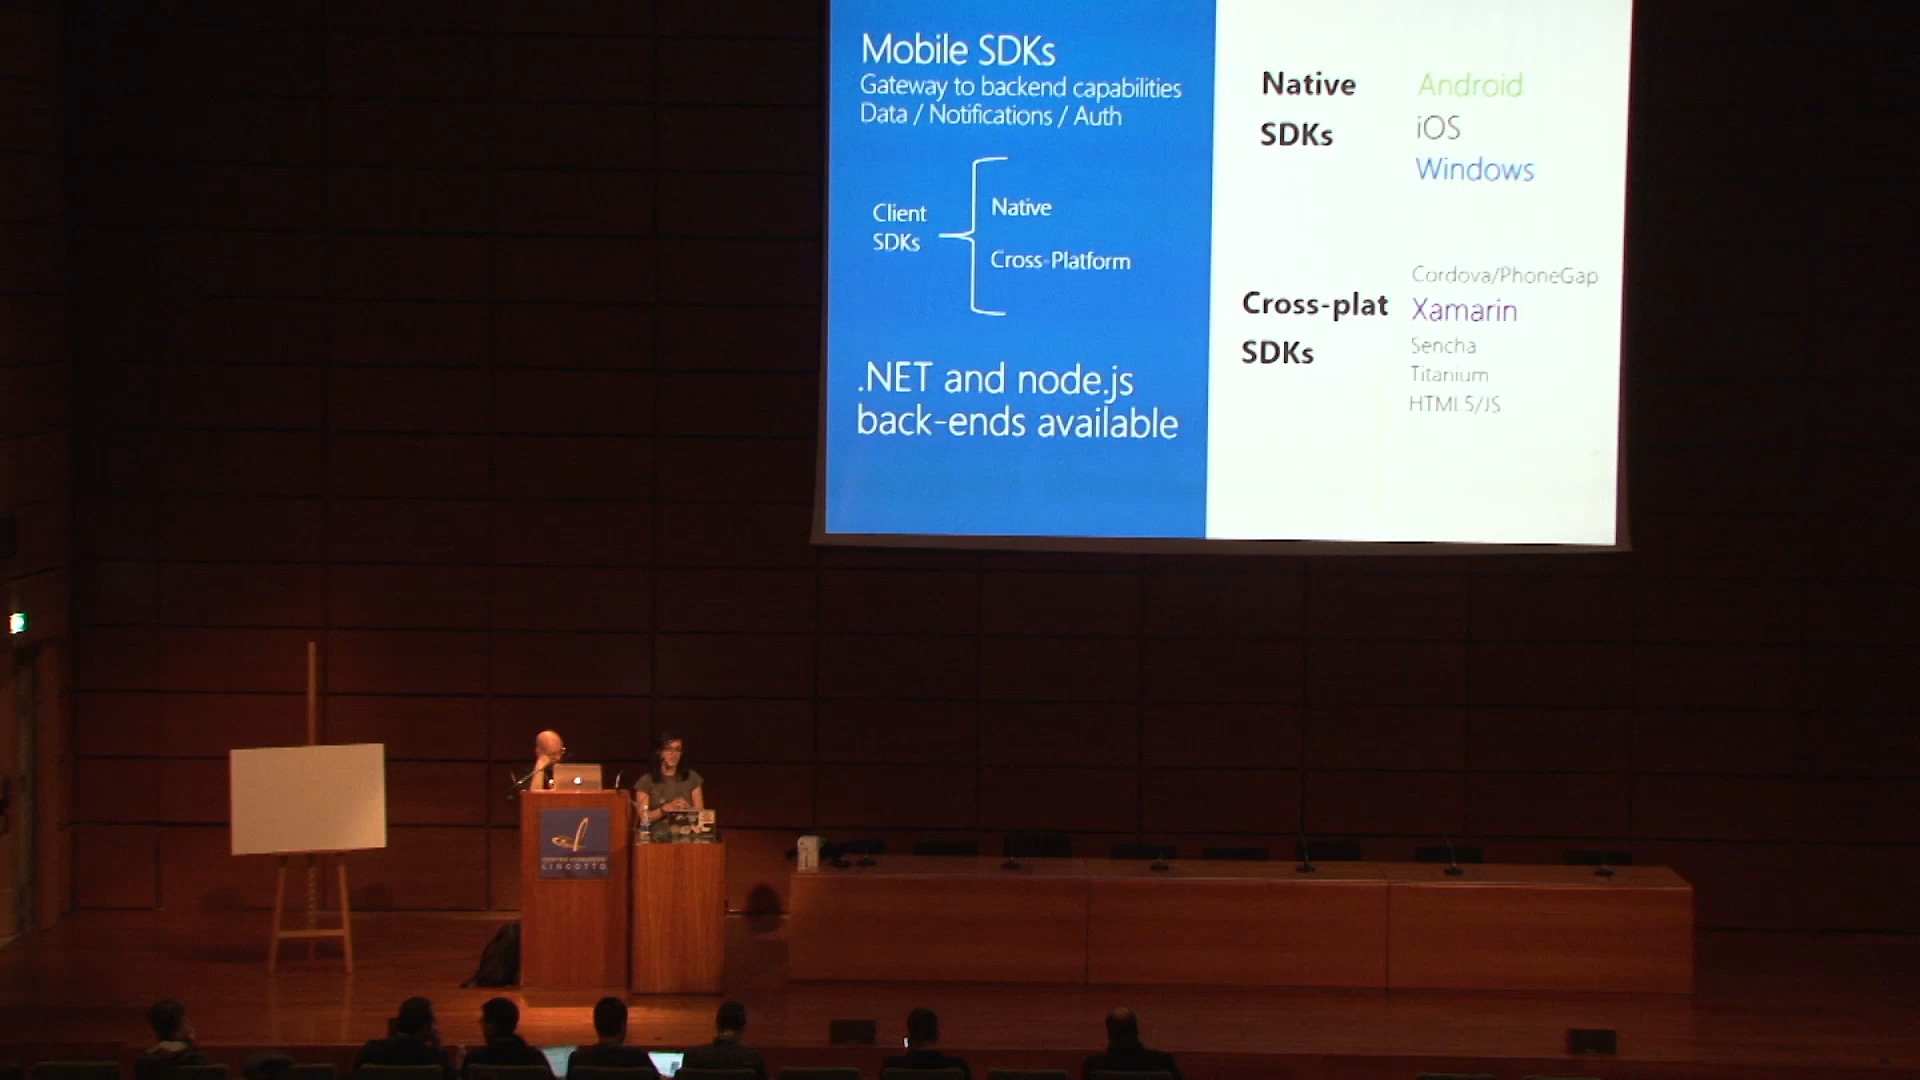 Mobile SDKs
Gateway to backend capabilities
Data / Notifications / Auth
Client
SDKs
Native
Cross-Platform
.NET and node.js
back-ends available
Native
SDKs
Android
iOS
Windows
Cross-plat
SDKs
Cordova/PhoneGap
Xamarin
Sencha
Titanium
HTML5/JS
LINGOTTO